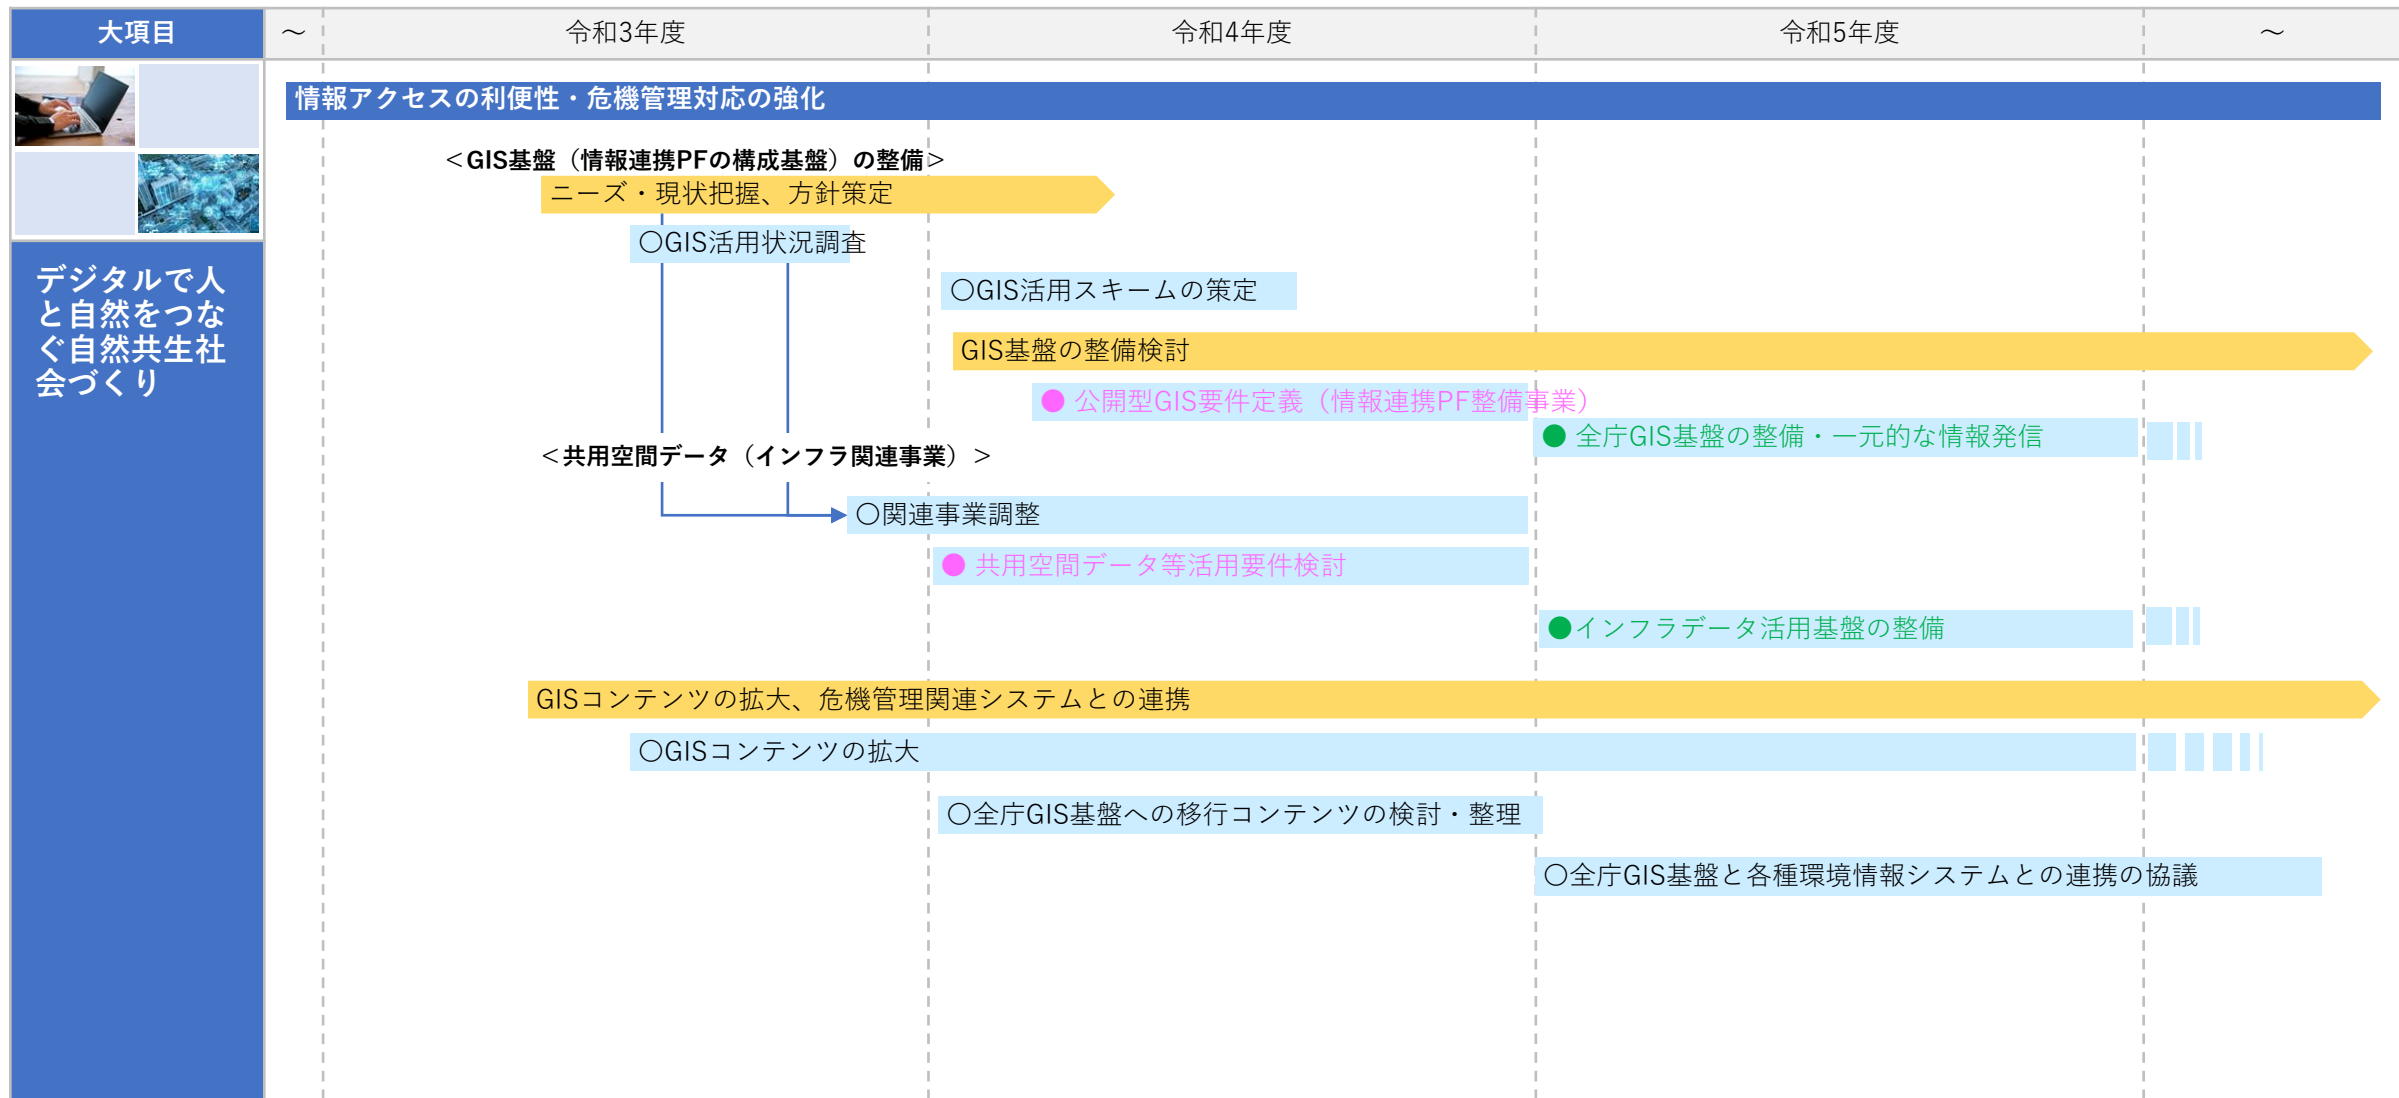 大項目
～
令和3年度
令和4年度
令和5年度
～
デジタルで人
と自然をつな
ぐ自然共生社
会づくり
情報アクセスの利便性・危機管理対応の強化
＜GIS基盤（情報連携PFの構成基盤）の整備＞
ニーズ・現状把握、方針策定
〇GIS活用状況調査
〇GIS活用スキームの策定
GIS基盤の整備検討
● 公開型GIS要件定義（情報連携PF整備事業）
● 全庁GIS基盤の整備・一元的な情報発信
＜共用空間データ（インフラ関連事業）＞
〇関連事業調整
● 共用空間データ等活用要件検討
●インフラデータ活用基盤の整備
GISコンテンツの拡大、危機管理関連システムとの連携
〇GISコンテンツの拡大
〇全庁GIS基盤への移行コンテンツの検討・整理
〇全庁GIS基盤と各種環境情報システムとの連携の協議